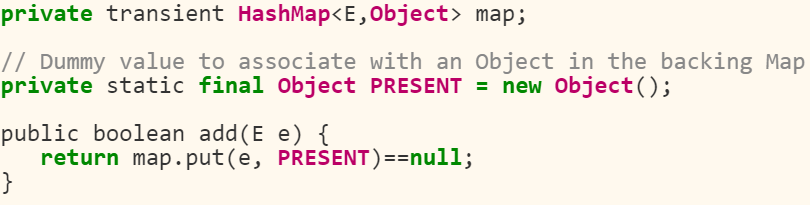 private transient HashMap<E,Object> map;
// Dummy value to associate with an Object in the backing Map
private static final Object PRESENT = new Object();
public boolean add(E e) {
return map.put(e, PRESENT)==null;
}